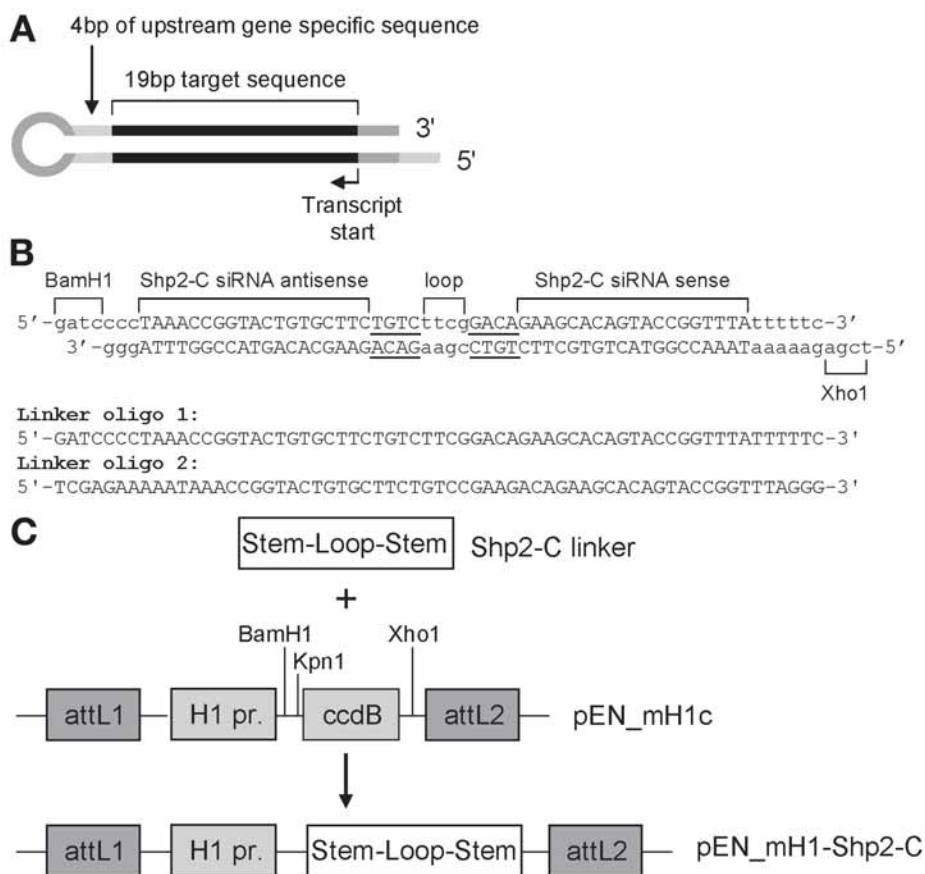 A
4bp of upstream gene specific sequence
19bp target sequence
3'
5'
Transcript
start
B
BamH1 Shp2-C siRNA antisense loop Shp2-C siRNA sense
5'-gatccccTAAACCGGTACTGTGCTTCTGTCttcgGACAGAAGCACAGTACCGGTTTAtttttc-3'
3'-gggATTTGGCCATGACACGAAGACAGaagcCTGTCTTCGTGTCATGGCCAAATaaaaagagct-5'
Xho1
Linker oligo 1:
5'-GATCCCCTAAACCGGTACTGTGCTTCTGTCTTCGGACAGAAGCACAGTACCGGTTTATTTTTC-3'
Linker oligo 2:
5'-TCGAGAAAAATAAACCGGTACTGTGCTTCTGTCCGAAGACAGAAGCACAGTACCGGTTTAGGG-3'
C
Stem-Loop-Stem Shp2-C linker
+
BamH1 Xho1
Kpn1
attL1 H1 pr. ccdB attL2 pEN_mH1c
attL1 H1 pr. Stem-Loop-Stem attL2 pEN_mH1-Shp2-C